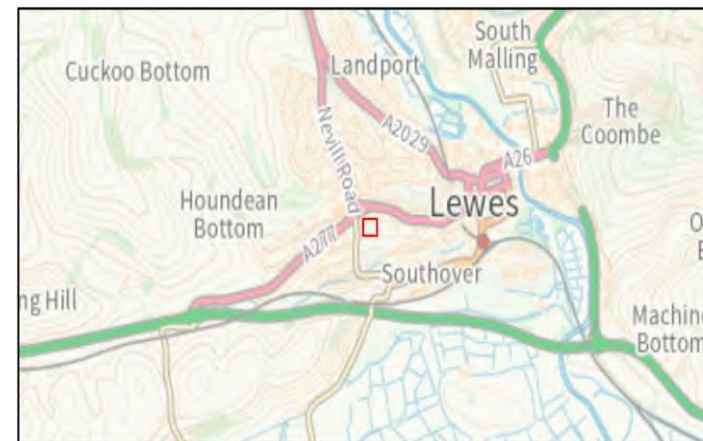 South
Malling
Cuckoo Bottom
Landport
The
Coombe
A2029
A26
Nevill Road
Houndean
Bottom
Lewes
A277
Southover
ng Hill
Machine
Bottom